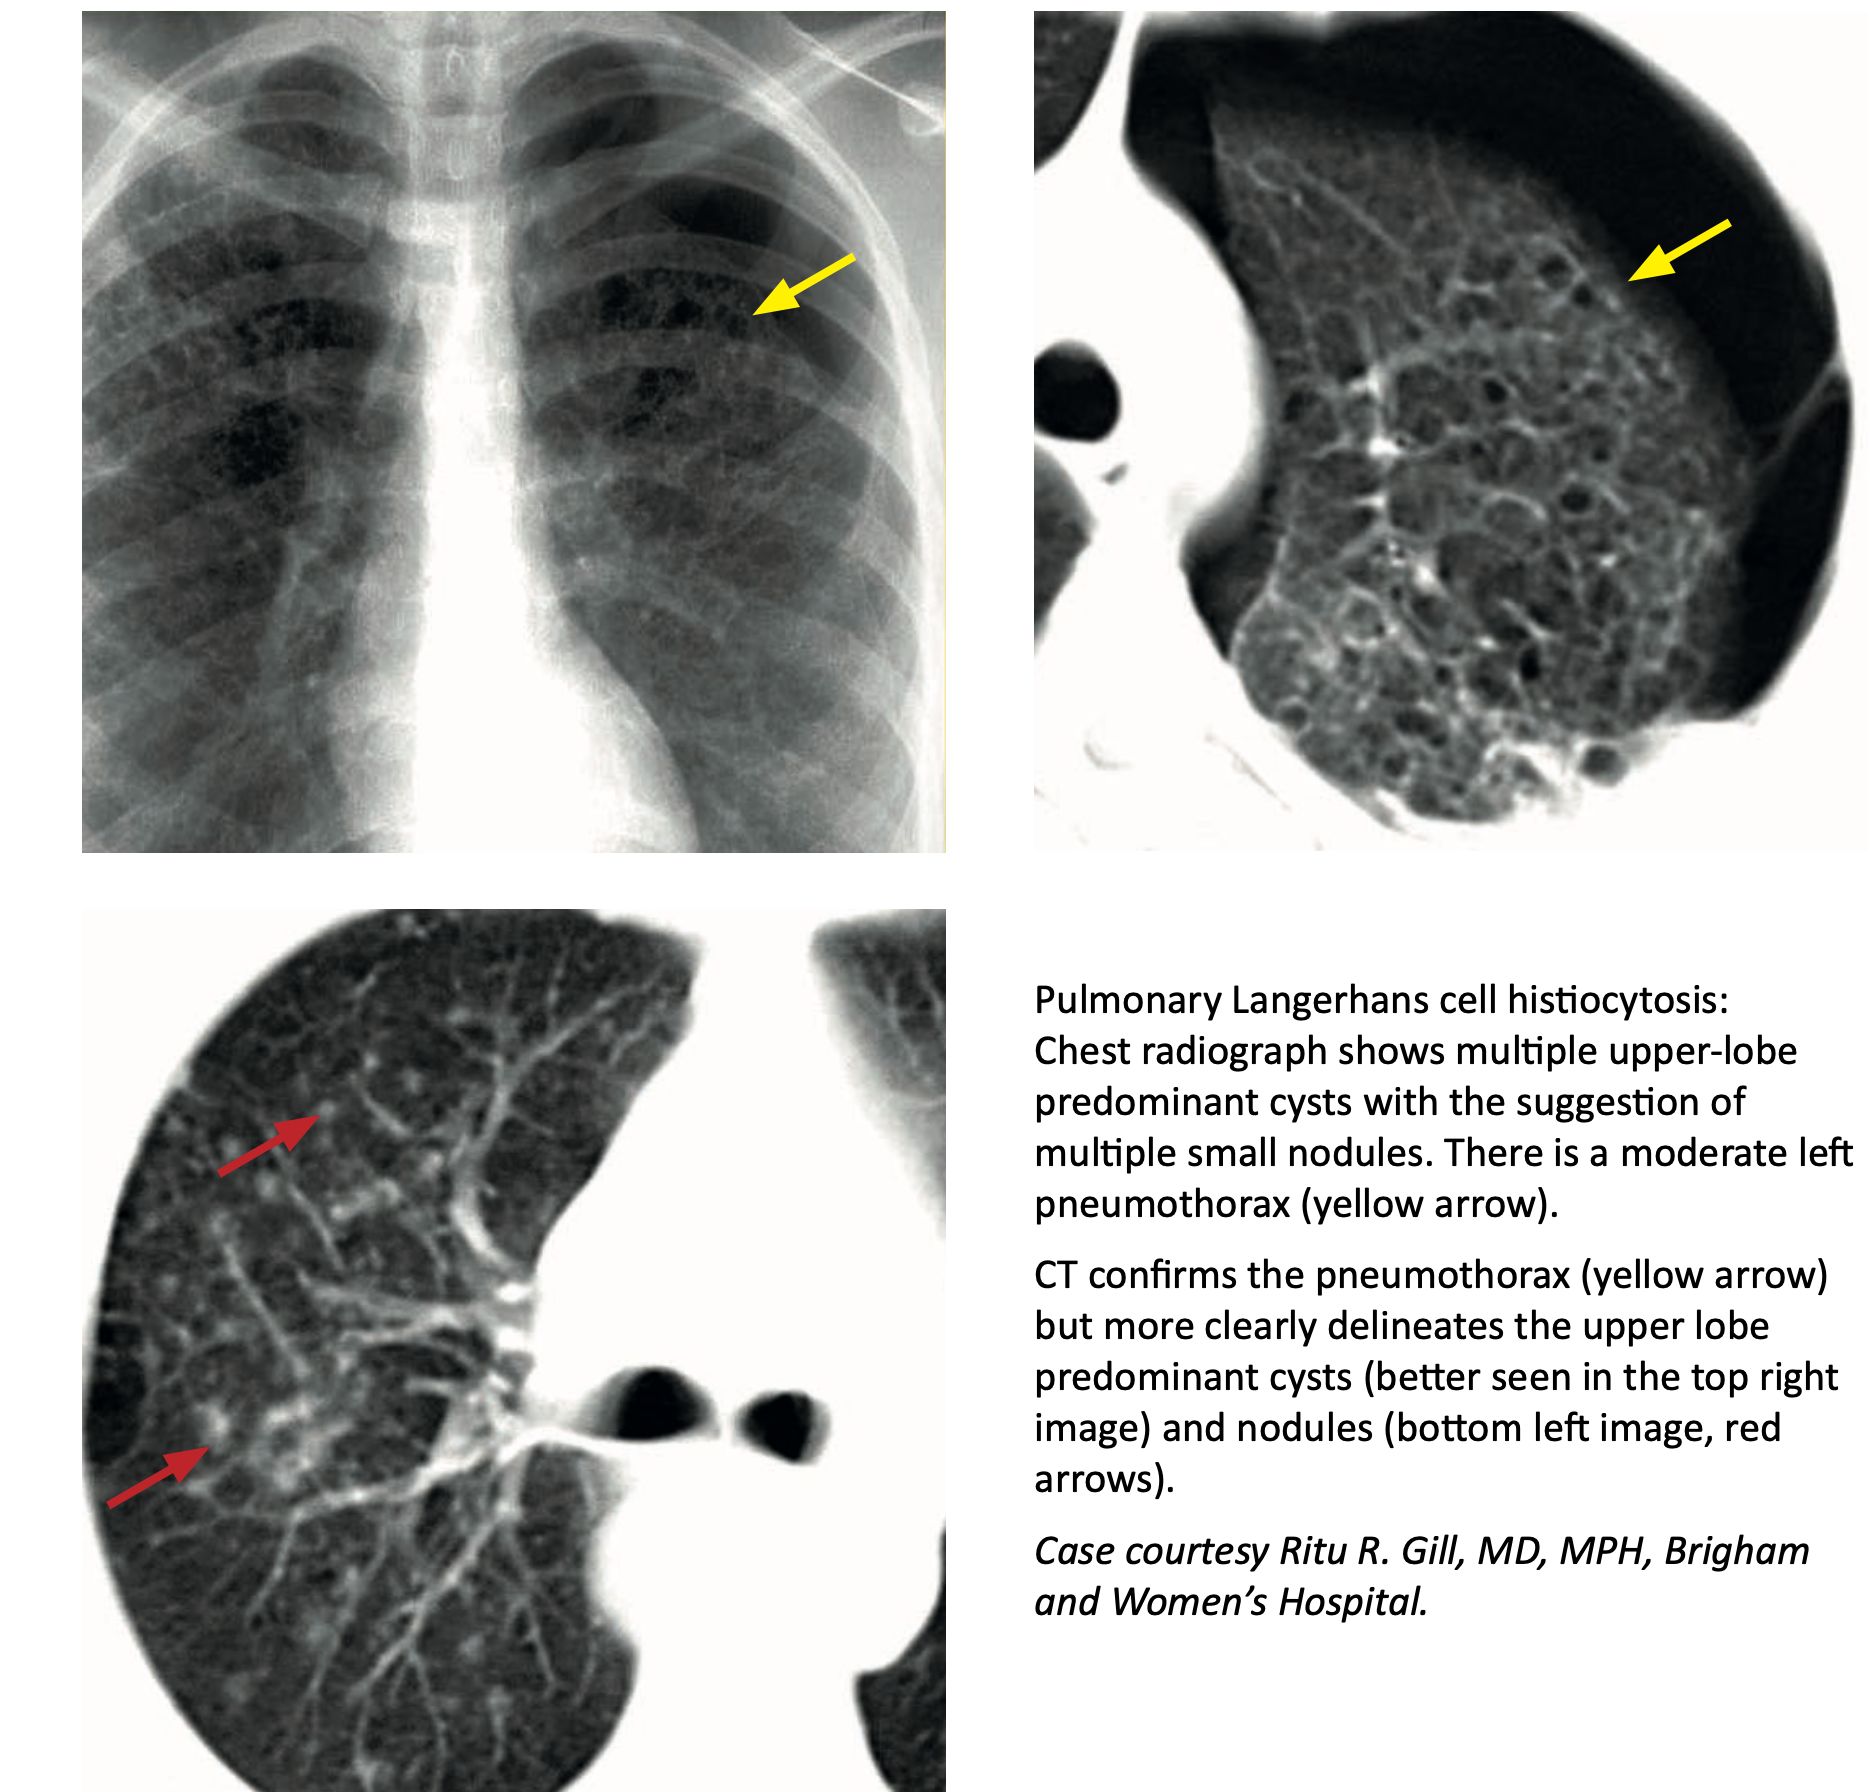 Pulmonary Langerhans cell histiocytosis:
Chest radiograph shows multiple upper-lobe
predominant cysts with the suggestion of
multiple small nodules. There is a moderate left
pneumothorax (yellow arrow).
CT confirms the pneumothorax (yellow arrow)
but more clearly delineates the upper lobe
predominant cysts (better seen in the top right
image) and nodules (bottom left image, red
arrows).
Case courtesy Ritu R. Gill, MD, MPH, Brigham
and Women’s Hospital.